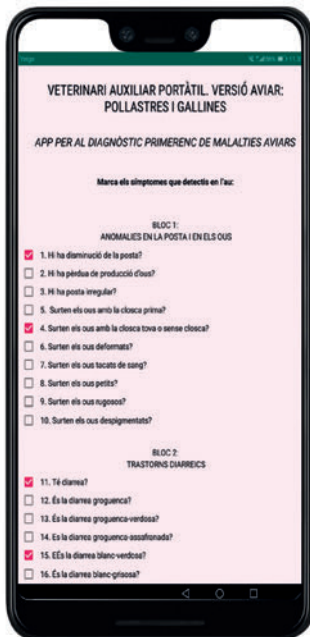 VETERINARI AUXILIAR PORTÀTIL. VERSIÓ AVIAR:
POLLASTRES I GALLINES
APP PER AL DIAGNÒSTIC PRIMERENC DE MALALTIES AVIARS
Marca els símptomes que detectis en l'au:
BLOC 1:
ANOMALIES EN LA POSTA I EN ELS OUS
1. Hi ha disminució de la posta?
2. Hi ha pèrdua de producció d'ous?
3. Hi ha posta irregular?
5. Surten els ous amb la closca prima?
4. Surten els ous amb la closca tova o sense closca?
6. Surten els ous deformats?
7. Surten els ous tacats de sang?
8. Surten els ous petits?
9. Surten els ous rugosos?
10. Surten els ous despigmentats?
BLOC 2:
TRASTORNS DIARREICS
11. Té diarrea?
12. És la diarrea groguenca?
13. És la diarrea groguenca-verdosa?
14. Es la diarrea groguenca-assafranada?
15. EÉs la diarrea blanc-verdosa?
16. És la diarrea blanc-grisosa?